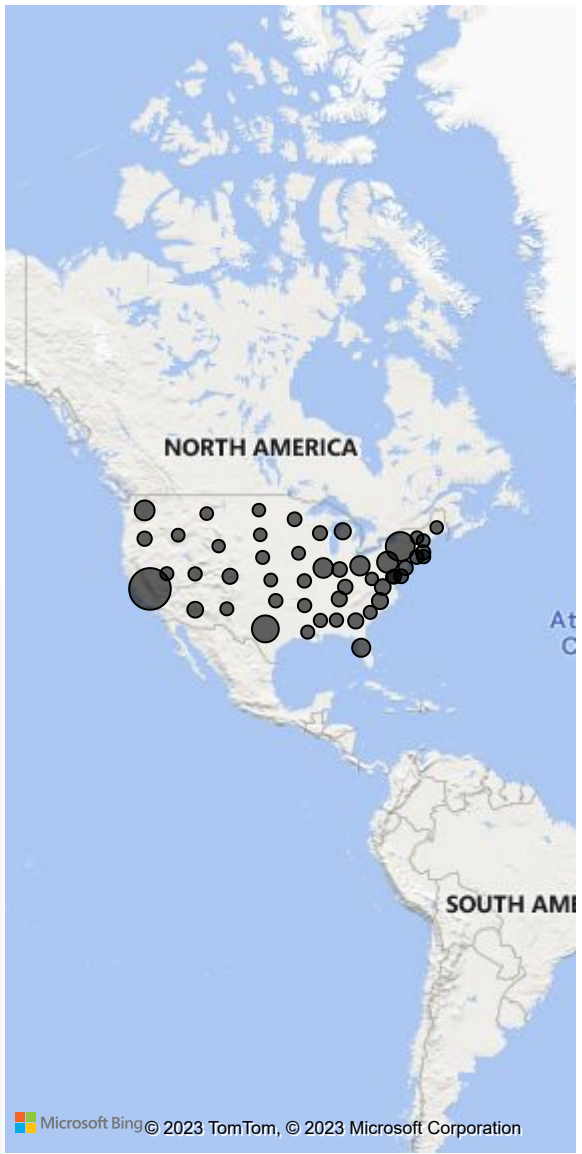 NORTH AMERICA
At
C
SOUTH AME
Microsoft Bing
© 2023 TomTom, © 2023 Microsoft Corporation